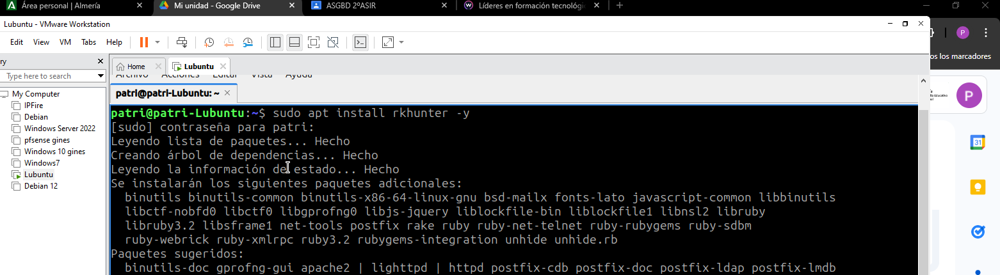 Área personal | Almería
Mi unidad - Google Drive
ASGBD 2ºASIR
Líderes en formación tecnológi
Lubuntu - VMware Workstation
Edit View VM Tabs Help
P
os los marcadores
ry
Type here to search
Home
Lubuntu
Archivo Acciones Editar Vista Ayuda
patri@patri-Lubuntu: ~
My Computer
IPFire
Debian
Windows Server 2022
pfsense gines
Windows 10 gines
Windows7
Lubuntu
Debian 12
patri@patri-Lubuntu:~$ sudo apt install rkhunter -y
[sudo] contraseña para patri:
Leyendo lista de paquetes... Hecho
Creando árbol de dependencias... Hecho
Leyendo la información de estado... Hecho
Se instalarán los siguientes paquetes adicionales:
binutils binutils-common binutils-x86-64-linux-gnu bsd-mailx fonts-lato javascript-common libbinutils
libctf-nobfd0 libctf0 libgprofng0 libjs-jquery liblockfile-bin liblockfile1 libnsl2 libruby
libruby3.2 libsframe1 net-tools postfix rake ruby ruby-net-telnet ruby-rubygems ruby-sdbm
ruby-webrick ruby-xmlrpc ruby3.2 rubygems-integration unhide unhide.rb
Paquetes sugeridos:
binutils-doc gprofng-gui apache2 | lighttpd | httpd postfix-cdb postfix-doc postfix-ldap postfix-lmdb
P
31